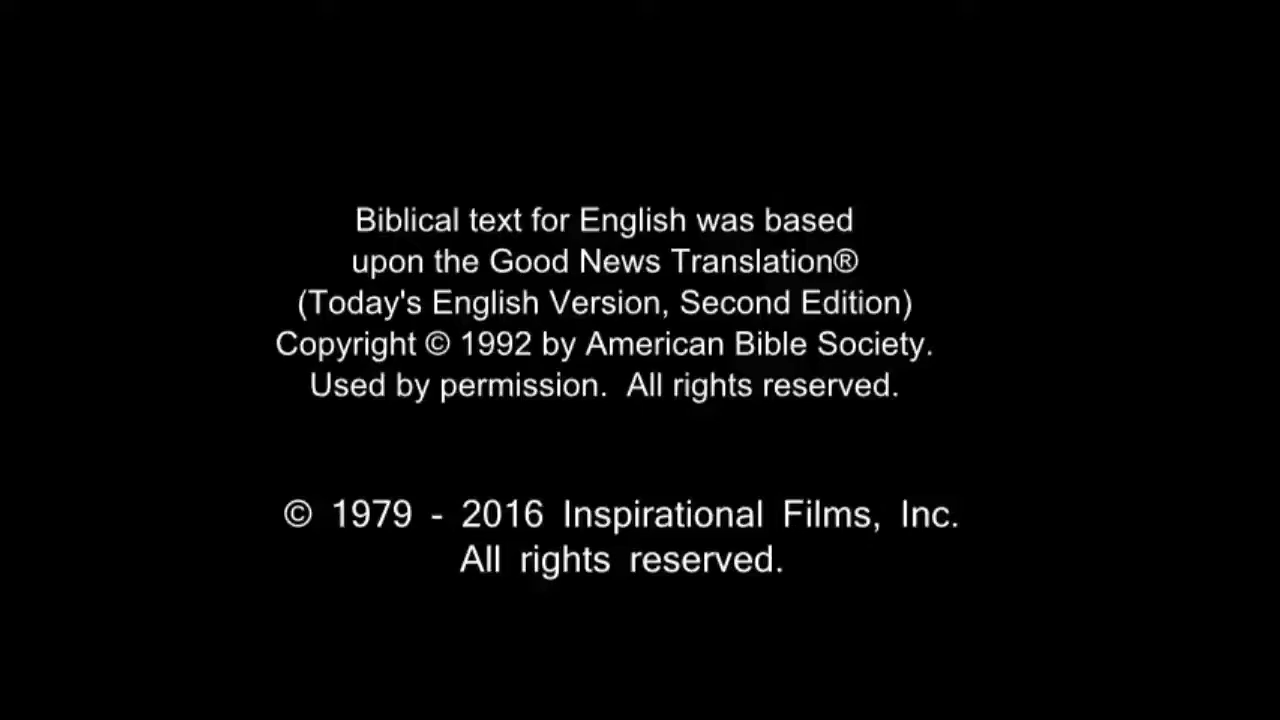 Biblical text for English was based
upon the Good News Translation®
(Today's English Version, Second Edition)
Copyright © 1992 by American Bible Society.
Used by permission.  All rights reserved.
© 1979 - 2016 Inspirational Films, Inc.
All rights reserved.